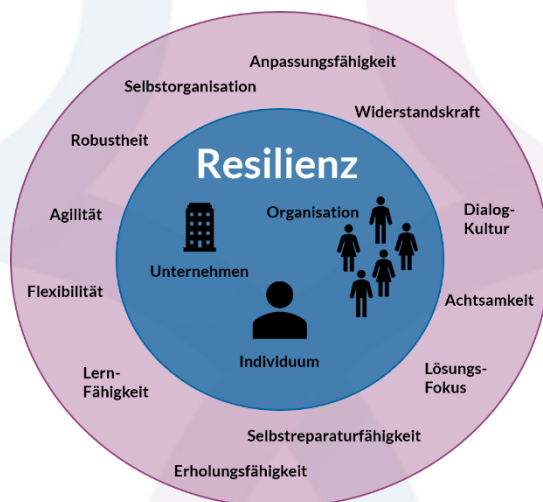 Anpassungsfähigkeit
Selbstorganisation
Widerstandskraft
Robustheit
Resilienz
Organisation
Agilität
Dialog-
Kultur
Unternehmen
Flexibilität
Achtsamkeit
Individuum
Lern-
Fähigkeit
Lösungs-
Fokus
Selbstreparaturfähigkeit
Erholungsfähigkeit